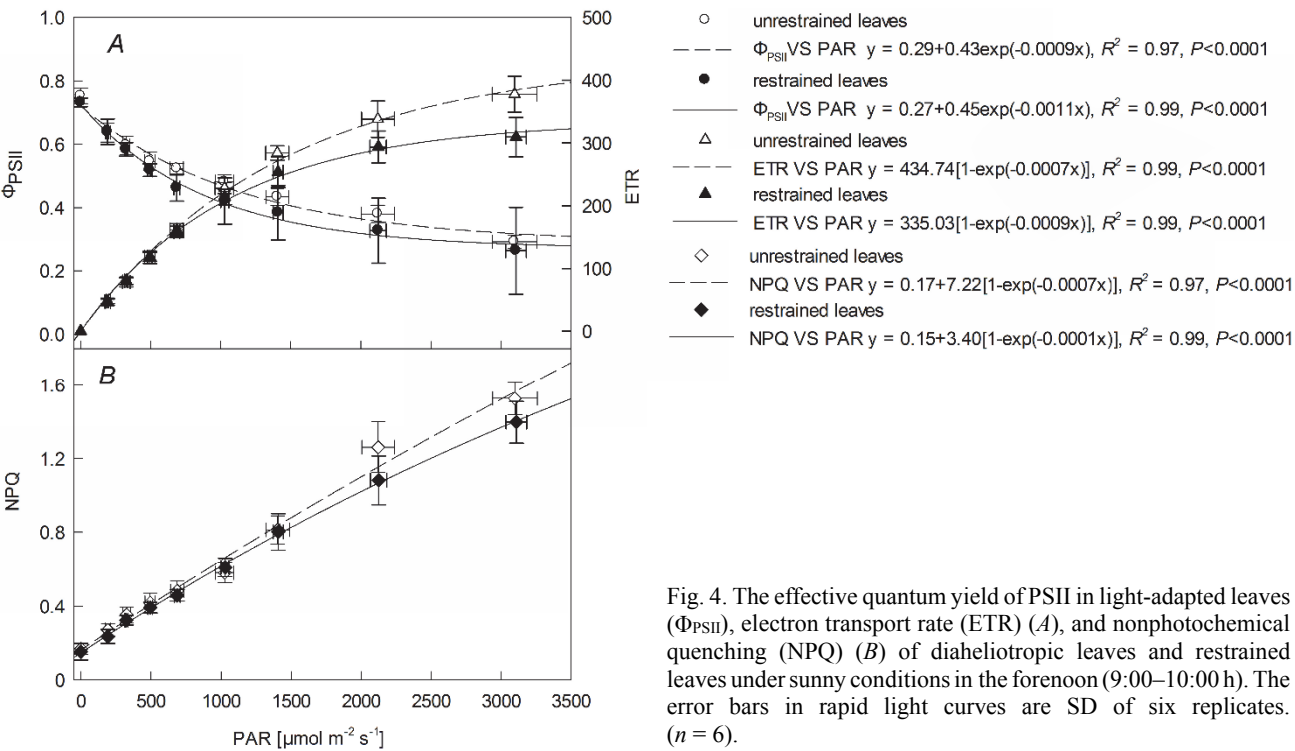 A
1.0
0.8
0.6
0.4
0.2
0.0
ΦPSII
500
400
300
200
100
0
ETR
unrestrained leaves
ΦPSII VS PAR y = 0.29+0.43exp(-0.0009x), R² = 0.97, P<0.0001
restrained leaves
ΦPSII VS PAR y = 0.27+0.45exp(-0.0011x), R² = 0.99, P<0.0001
unrestrained leaves
ETR VS PAR y = 434.74[1-exp(-0.0007x)], R² = 0.99, P<0.0001
restrained leaves
ETR VS PAR y = 335.03[1-exp(-0.0009x)], R² = 0.99, P<0.0001
unrestrained leaves
NPQ VS PAR y = 0.17+7.22[1-exp(-0.0007x)], R² = 0.97, P<0.0001
restrained leaves
NPQ VS PAR y = 0.15+3.40[1-exp(-0.0001x)], R² = 0.99, P<0.0001
B
1.6
1.2
0.8
0.4
0
NPQ
0 500 1000 1500 2000 2500 3000 3500
PAR [µmol m⁻² s⁻¹]
Fig. 4. The effective quantum yield of PSII in light-adapted leaves
(ΦPSII), electron transport rate (ETR) (A), and nonphotochemical
quenching (NPQ) (B) of diaheliotropic leaves and restrained
leaves under sunny conditions in the forenoon (9:00–10:00 h). The
error bars in rapid light curves are SD of six replicates.
(n = 6).